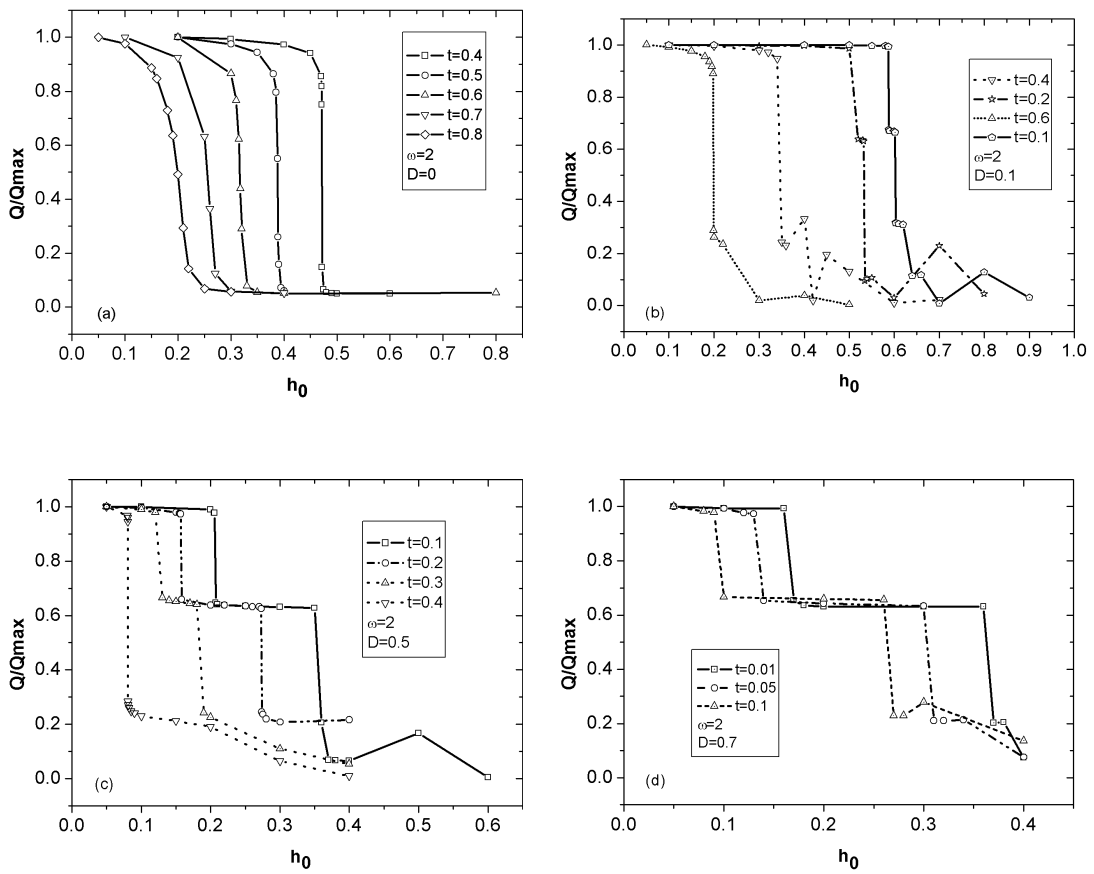 1.0
0.8
0.6
0.4
0.2
0.0
Q/Qmax
0.0 0.1 0.2 0.3 0.4 0.5 0.6 0.7 0.8
h0
(a)
t=0.4
t=0.5
t=0.6
t=0.7
t=0.8
ω=2
D=0
1.0
0.8
0.6
0.4
0.2
0.0
Q/Qmax
0.0 0.1 0.2 0.3 0.4 0.5 0.6 0.7 0.8 0.9 1.0
h0
(b)
t=0.4
t=0.2
t=0.6
t=0.1
ω=2
D=0.1
1.0
0.8
0.6
0.4
0.2
0.0
Q/Qmax
0.0 0.1 0.2 0.3 0.4 0.5 0.6
h0
(c)
t=0.1
t=0.2
t=0.3
t=0.4
ω=2
D=0.5
1.0
0.8
0.6
0.4
0.2
0.0
Q/Qmax
0.0 0.1 0.2 0.3 0.4
h0
(d)
t=0.01
t=0.05
t=0.1
ω=2
D=0.7